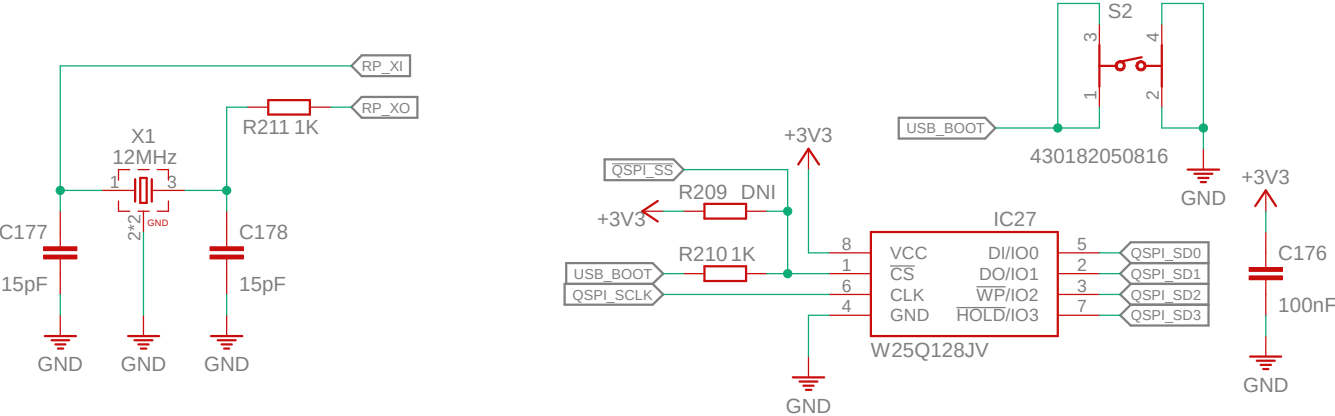 S2
3
4
1
2
USB_BOOT
430182050816
GND
RP_XI
RP_XO
R211 1K
X1
12MHz
1
3
2*2
GND
C177
15pF
C178
15pF
GND
GND
GND
+3V3
QSPI_SS
R209 DNI
+3V3
R210 1K
USB_BOOT
QSPI_SCLK
IC27
8 VCC
1 CS
6 CLK
4 GND
DI/IO0 5 QSPI_SD0
DO/IO1 2 QSPI_SD1
WP/IO2 3 QSPI_SD2
HOLD/IO3 7 QSPI_SD3
W25Q128JV
GND
+3V3
C176
100nF
GND